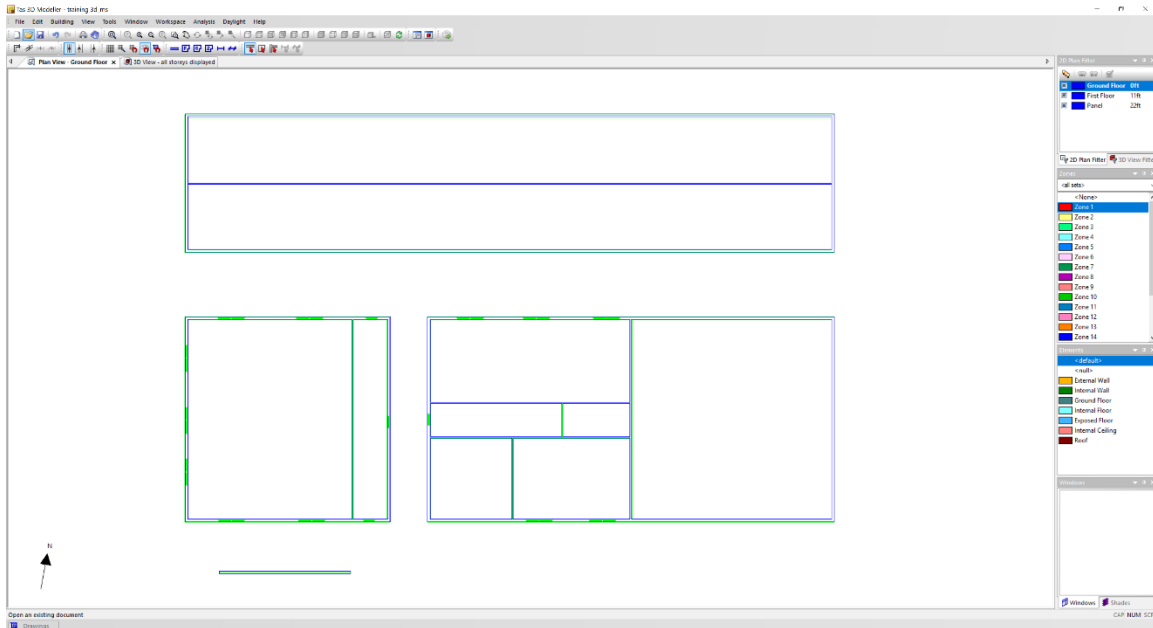 Tas 3D Modeller - training 3d_ms
File Edit Building View Tools Window Workspace Analysis Daylight Help
Plan View - Ground Floor 3D View - all storeys displayed
2D Plan Filter
Ground Floor 0ft
First Floor 11ft
Panel 22ft
2D Plan Filter 3D View Filte
Zones
<all sets>
<None>
Zone 1
Zone 2
Zone 3
Zone 4
Zone 5
Zone 6
Zone 7
Zone 8
Zone 9
Zone 10
Zone 11
Zone 12
Zone 13
Zone 14
Elements
<default>
<null>
External Wall
Internal Wall
Ground Floor
Internal Floor
Exposed Floor
Internal Ceiling
Roof
Windows
N
Windows Shades
Open an existing document
CAP NUM SCR
Drawings